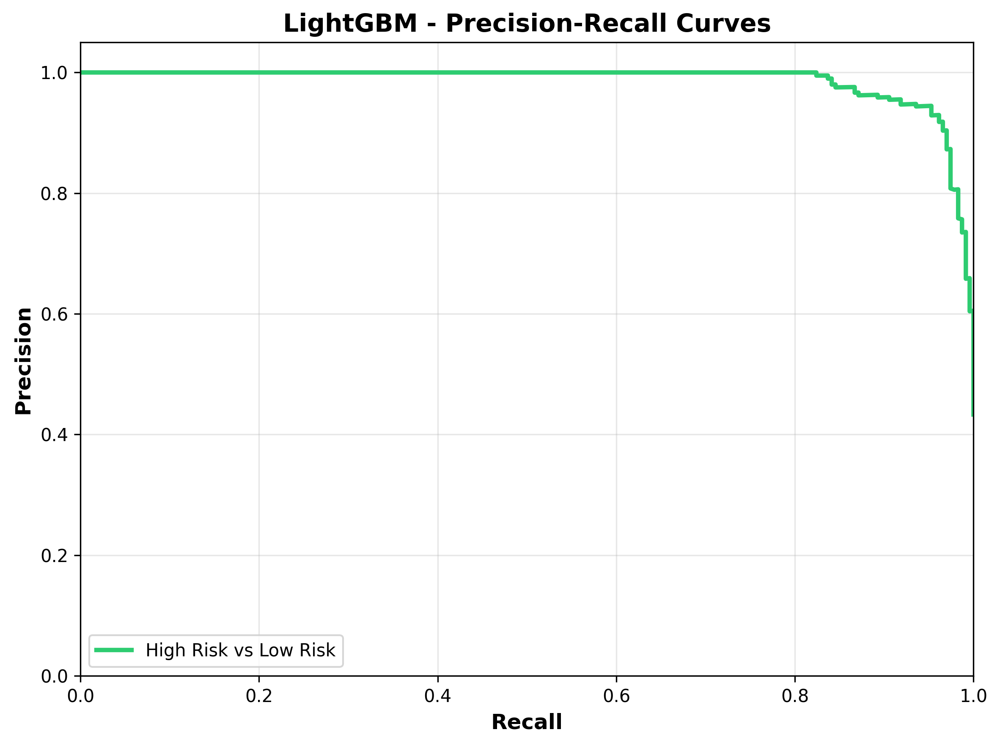 LightGBM - Precision-Recall Curves
1.0
0.8
0.6
0.4
0.2
0.0
Precision
High Risk vs Low Risk
0.0 0.2 0.4 0.6 0.8 1.0
Recall